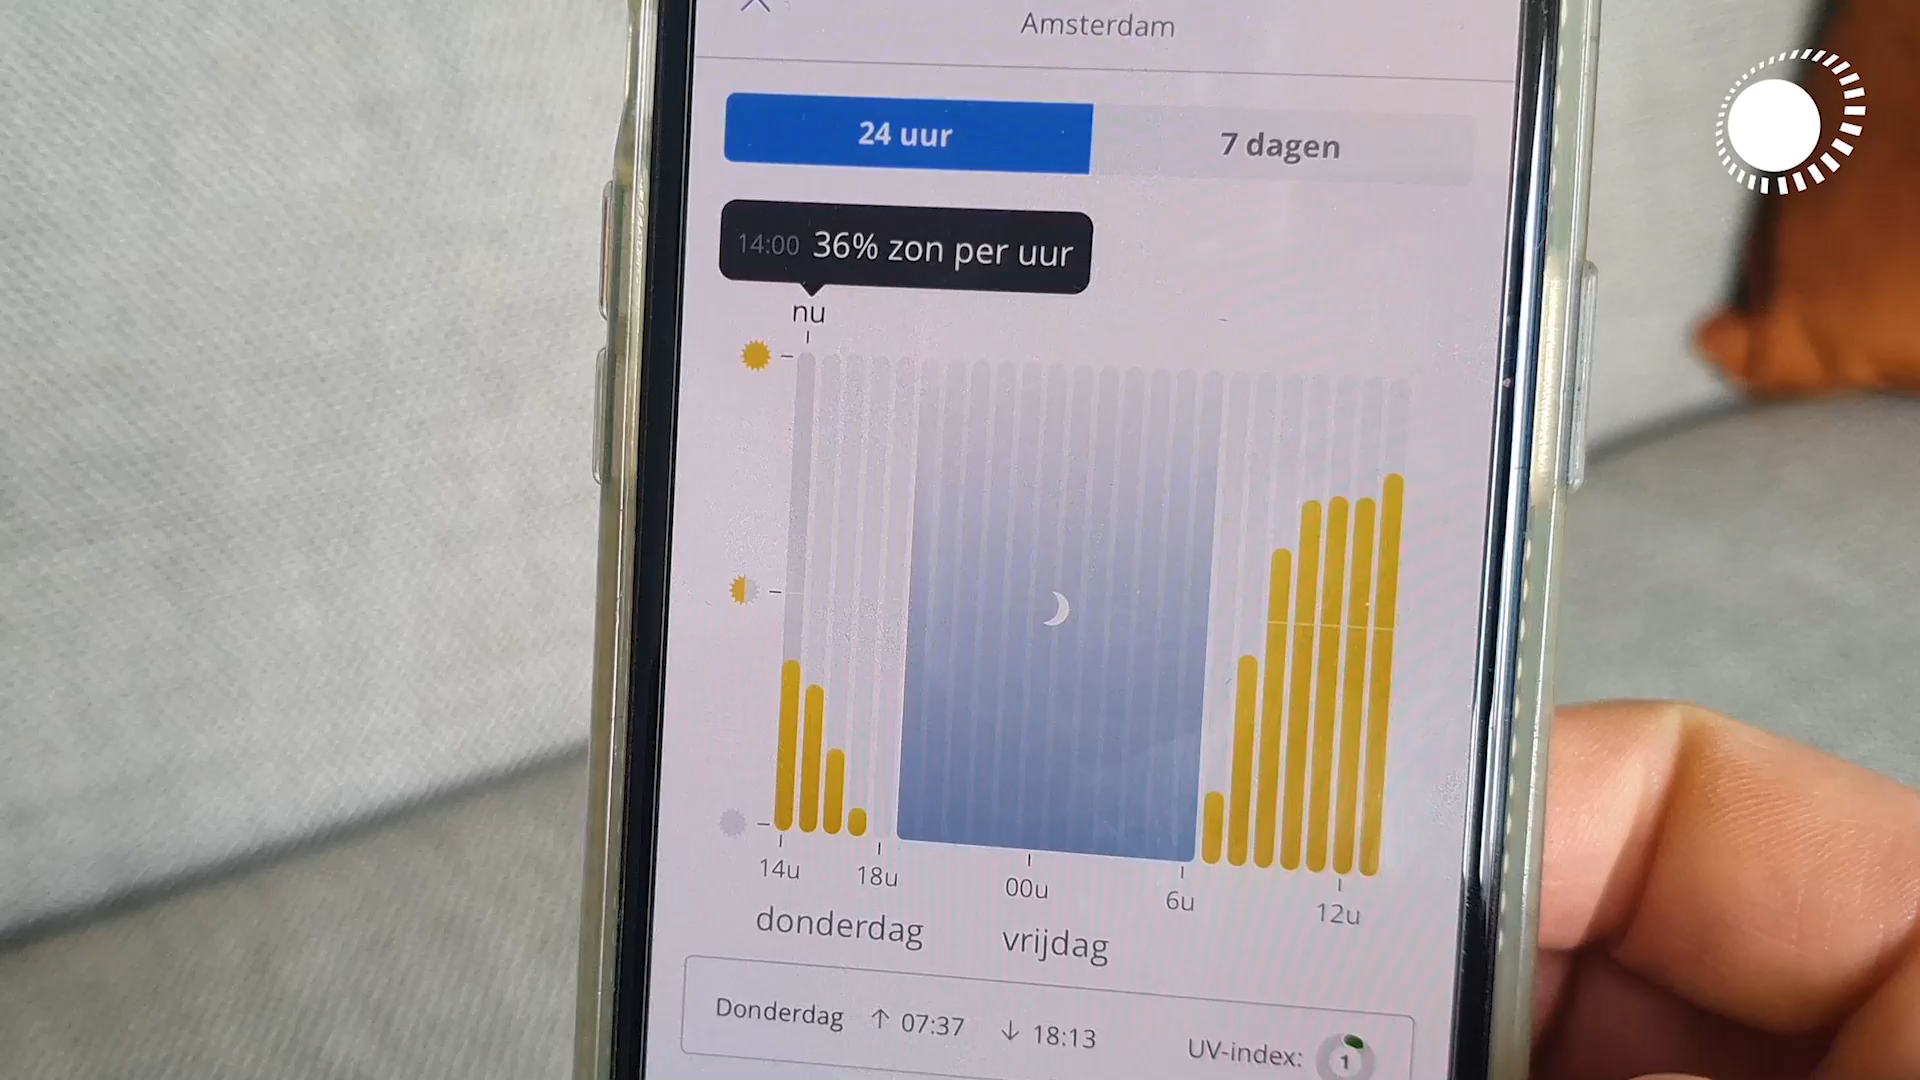 Amsterdam
24 uur 7 dagen
14:00 36% zon per uur
nu
14u 18u 00u 6u 12u
donderdag vrijdag
Donderdag ↑ 07:37 ↓ 18:13 UV-index: 1